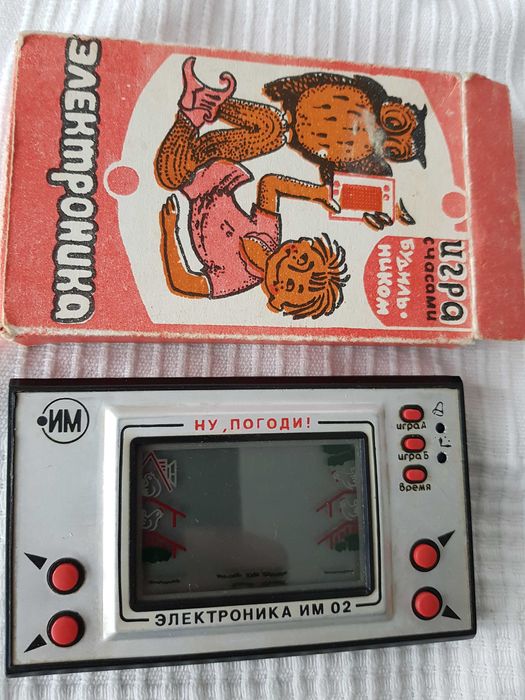 Электроника
Игра
с часами
будиль-
ником
ИМ
НУ, ПОГОДИ!
игра А
игра Б
время
ЭЛЕКТРОНИКА ИМ 02